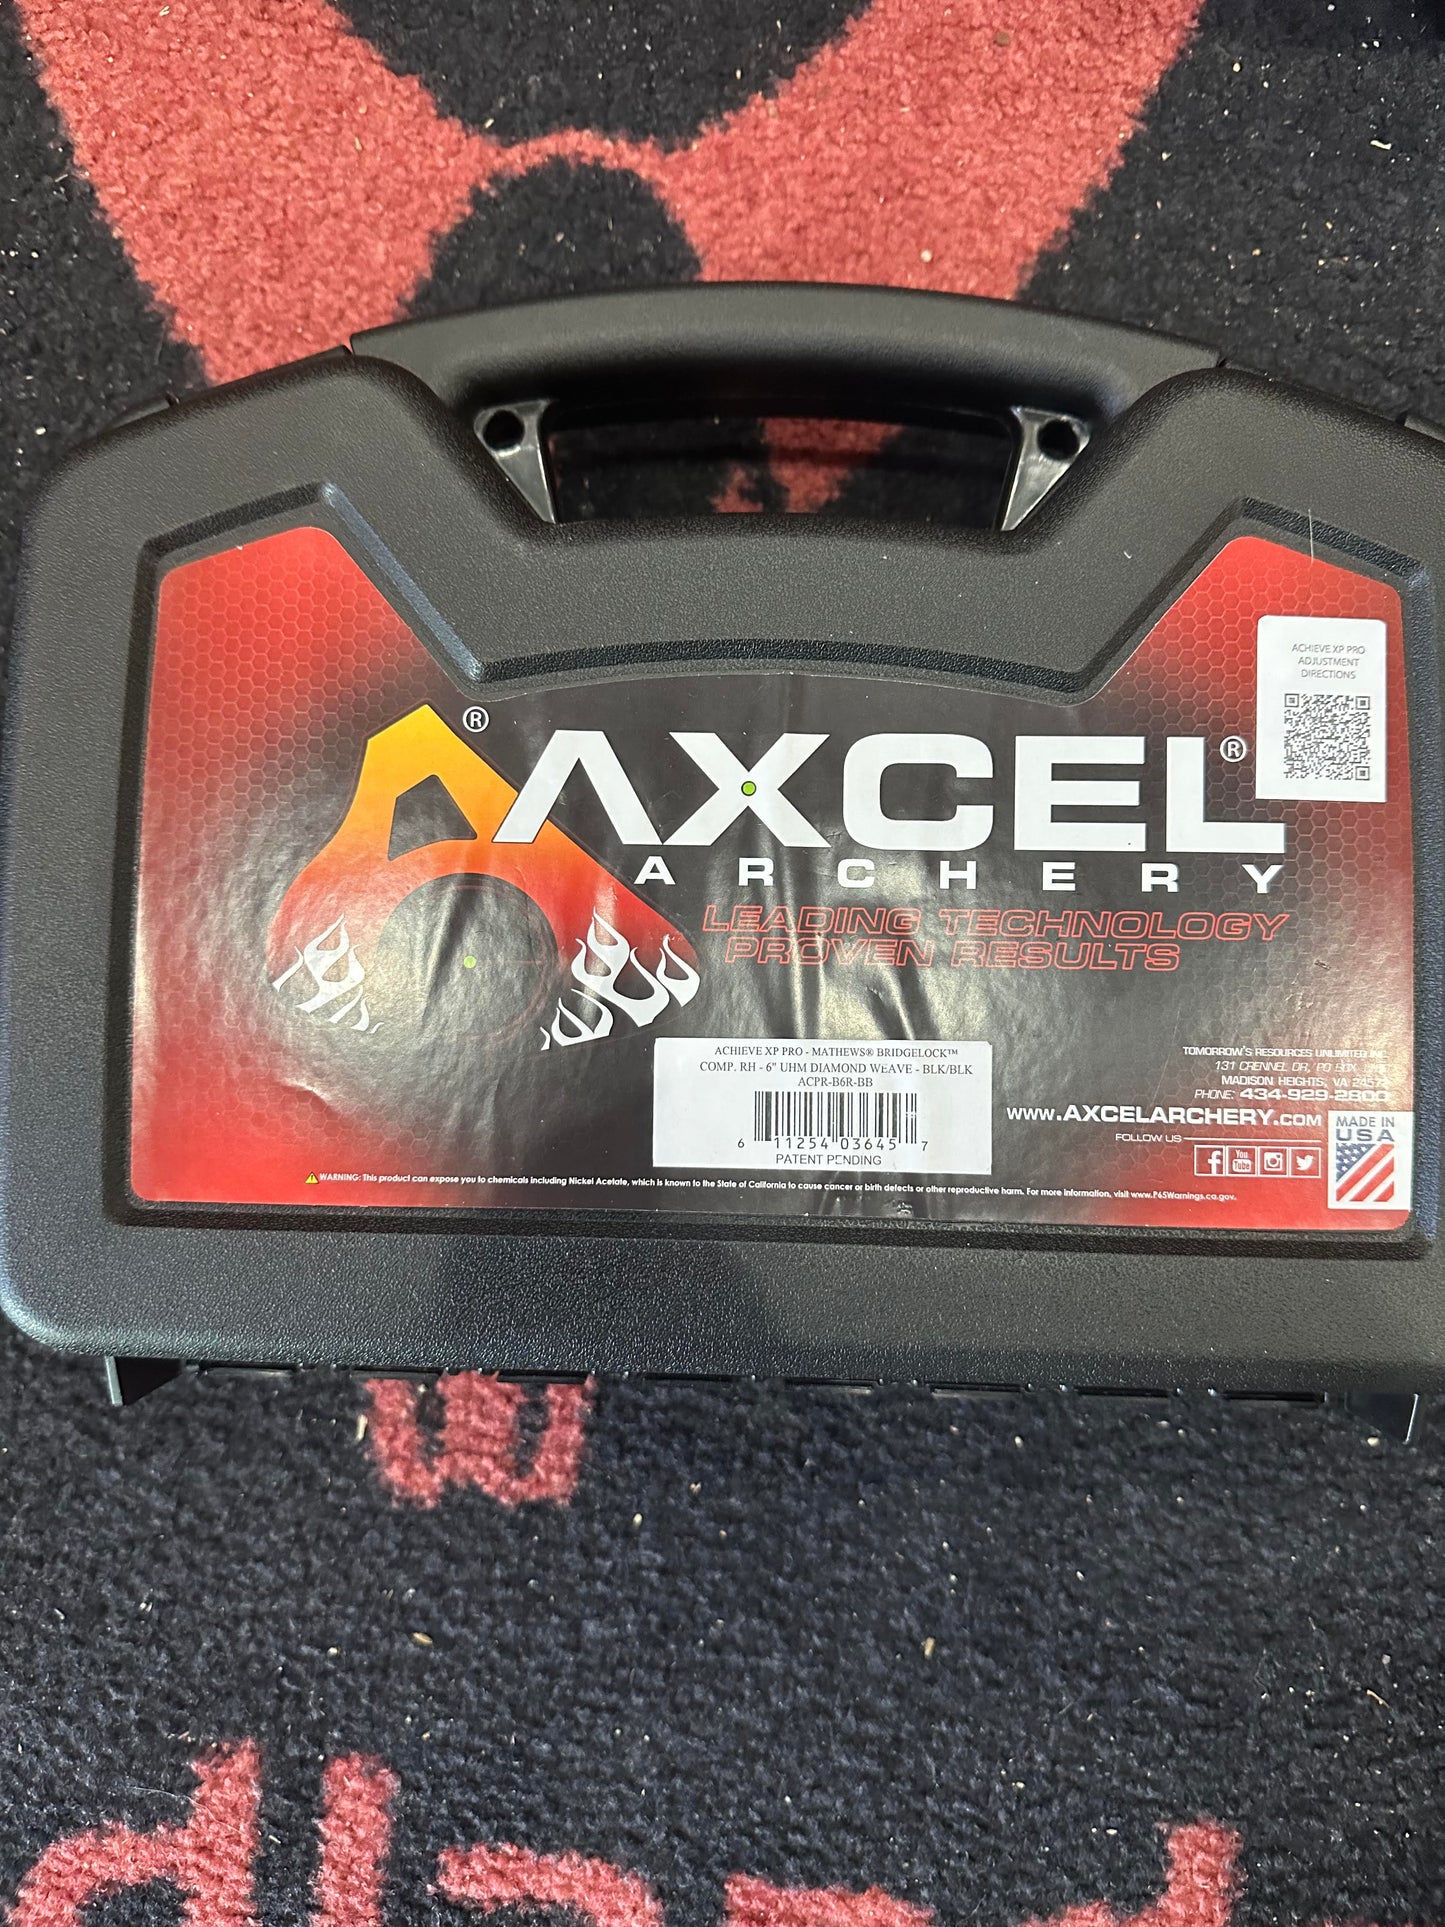 ACHIEVE XP PRO
ADJUSTMENT
DIRECTIONS
® AXCEL®
ARCHERY
LEADING TECHNOLOGY
PROVEN RESULTS
ACHIEVE XP PRO - MATHEWS® BRIDGELOCK™
COMP. RH - 6" UHM DIAMOND WEAVE - BLK/BLK
ACPR-B6R-BB
6 11254 03645 7
PATENT PENDING
TOMORROW'S RESOURCES UNLIMITED INC.
131 CRENNEL DR, PO BOX
MADISON HEIGHTS, VA 24572
PHONE: 434-929-2800
WWW.AXCELARCHERY.COM
FOLLOW US
You
Tube
MADE IN
USA
WARNING: This product can expose you to chemicals including Nickel Acetate, which is known to the State of California to cause cancer or birth defects or other reproductive harm. For more information, visit www.P65Warnings.ca.gov.